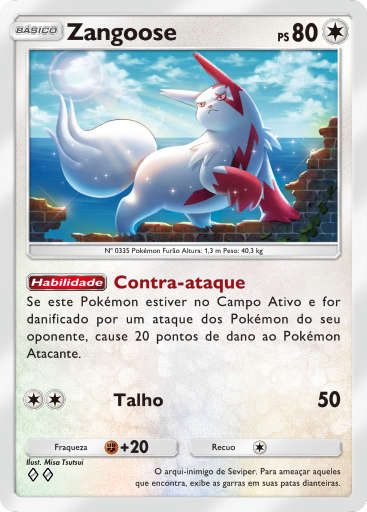 BÁSICO Zangoose PS 80
Nº 0335 Pokémon Furão Altura: 1,3 m Peso: 40,3 kg
Habilidade Contra-ataque
Se este Pokémon estiver no Campo Ativo e for
danificado por um ataque dos Pokémon do seu
oponente, cause 20 pontos de dano ao Pokémon
Atacante.
Talho 50
Fraqueza +20 Recuo
Ilust. Misa Tsutsui
O arqui-inimigo de Seviper. Para ameaçar aqueles
que encontra, exibe as garras em suas patas dianteiras.